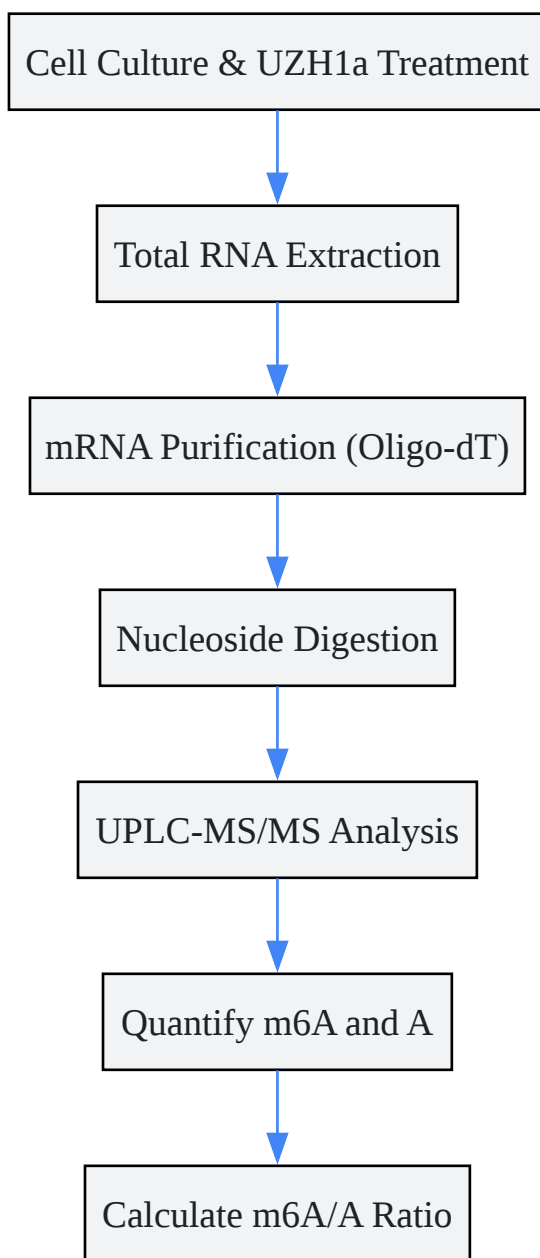 Cell Culture & UZH1a Treatment
Total RNA Extraction
mRNA Purification (Oligo-dT)
Nucleoside Digestion
UPLC-MS/MS Analysis
Quantify m6A and A
Calculate m6A/A Ratio